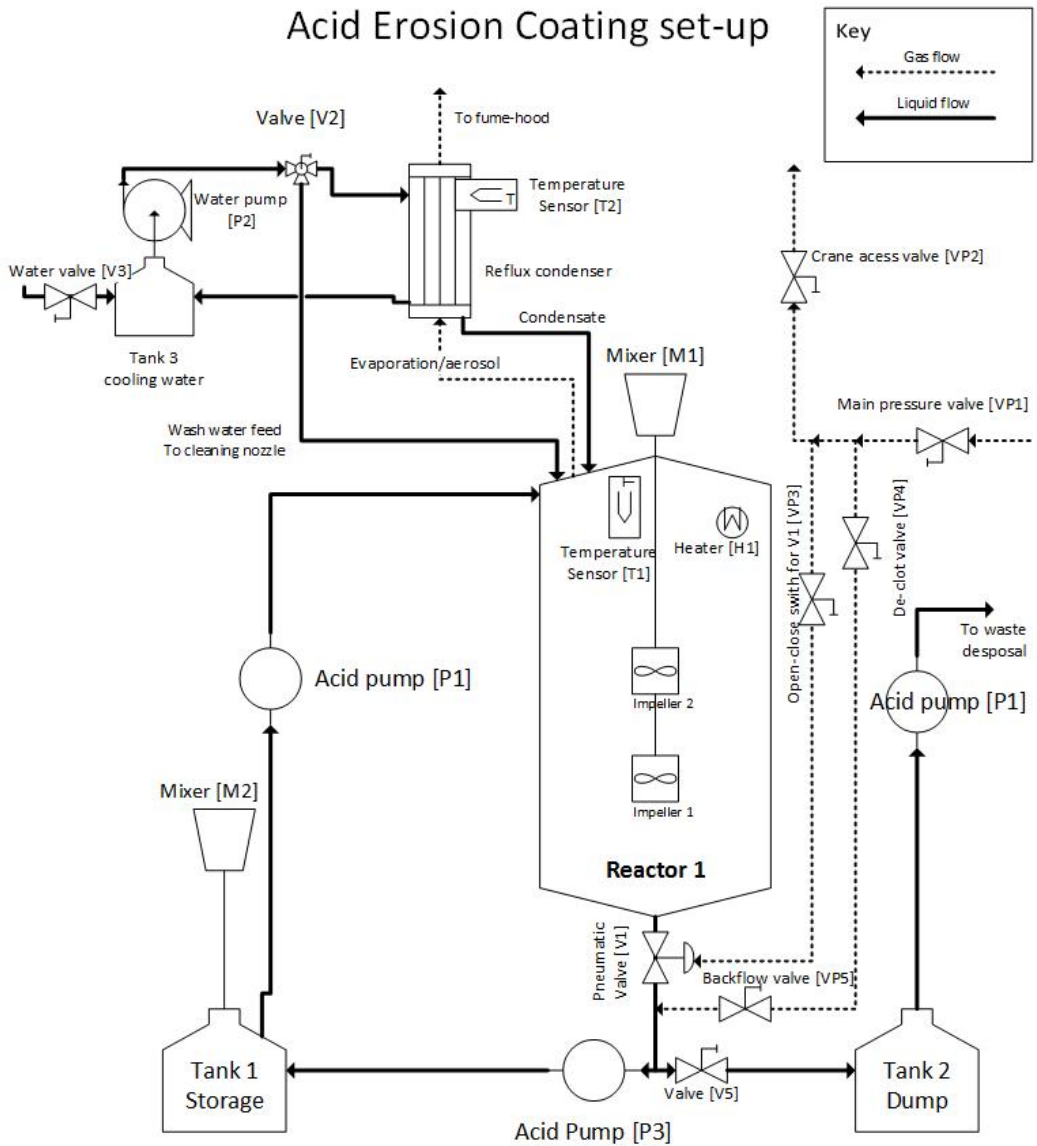 Acid Erosion Coating set-up
Key
Gas flow
Liquid flow
Valve [V2]
To fume-hood
Water pump
[P2]
T
Temperature
Sensor [T2]
Crane acess valve [VP2]
Water valve [V3]
Reflux condenser
Condensate
Tank 3
cooling water
Evaporation/aerosol
Mixer [M1]
Main pressure valve [VP1]
Wash water feed
To cleaning nozzle
T
Temperature
Sensor [T1]
Heater [H1]
Open-close swith for V1 [VP3]
De-clot valve [VP4]
To waste
desposal
Acid pump [P1]
Impeller 2
Acid pump [P1]
Mixer [M2]
Impeller 1
Reactor 1
Pneumatic
Valve [V1]
Backflow valve [VP5]
Tank 1
Storage
Valve [V5]
Tank 2
Dump
Acid Pump [P3]